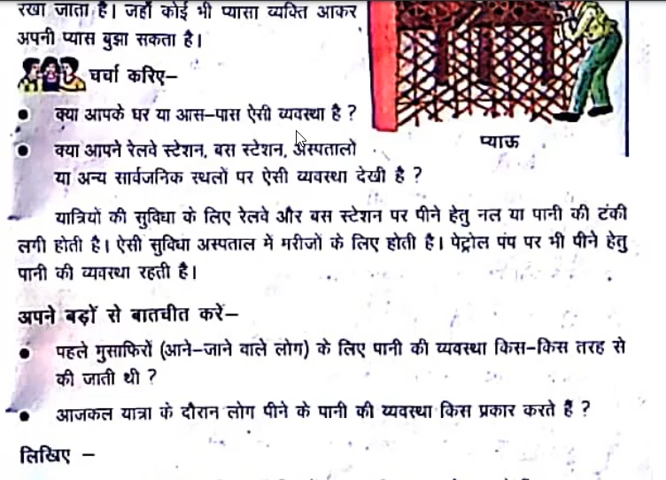 रखा जाता है। जहाँ कोई भी प्यासा व्यक्ति आकर
अपनी प्यास बुझा सकता है।
चर्चा करिए–
• क्या आपके घर या आस–पास ऐसी व्यवस्था है ?
प्याऊ
• क्या आपने रेलवे स्टेशन, बस स्टेशन, अस्पतालो
या अन्य सार्वजनिक स्थलों पर ऐसी व्यवस्था देखी है ?
यात्रियों की सुविधा के लिए रेलवे और बस स्टेशन पर पीने हेतु नल या पानी की टंकी
लगी होती है। ऐसी सुविधा अस्पताल में मरीजों के लिए होती है। पेट्रोल पंप पर भी पीने हेतु
पानी की व्यवस्था रहती है।
अपने बड़ों से बातचीत करें–
• पहले मुसाफिरों (आने–जाने वाले लोग) के लिए पानी की व्यवस्था किस–किस तरह से
की जाती थी ?
• आजकल यात्रा के दौरान लोग पीने के पानी की व्यवस्था किस प्रकार करते हैं ?
लिखिए –